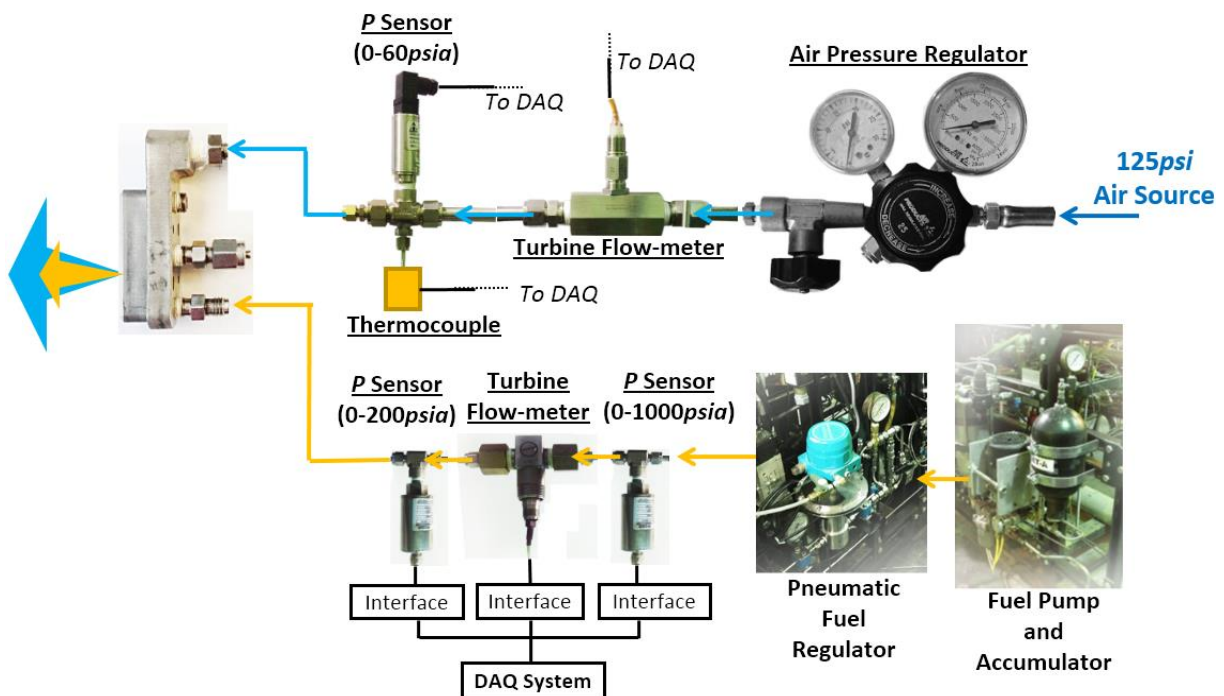 P Sensor
(0-60psia)
To DAQ
To DAQ
Air Pressure Regulator
125psi
Air Source
INCREASE
DECREASE
Turbine Flow-meter
To DAQ
Thermocouple
P Sensor
(0-200psia)
Turbine
Flow-meter
P Sensor
(0-1000psia)
Interface
Interface
Interface
DAQ System
Pneumatic
Fuel
Regulator
Fuel Pump
and
Accumulator